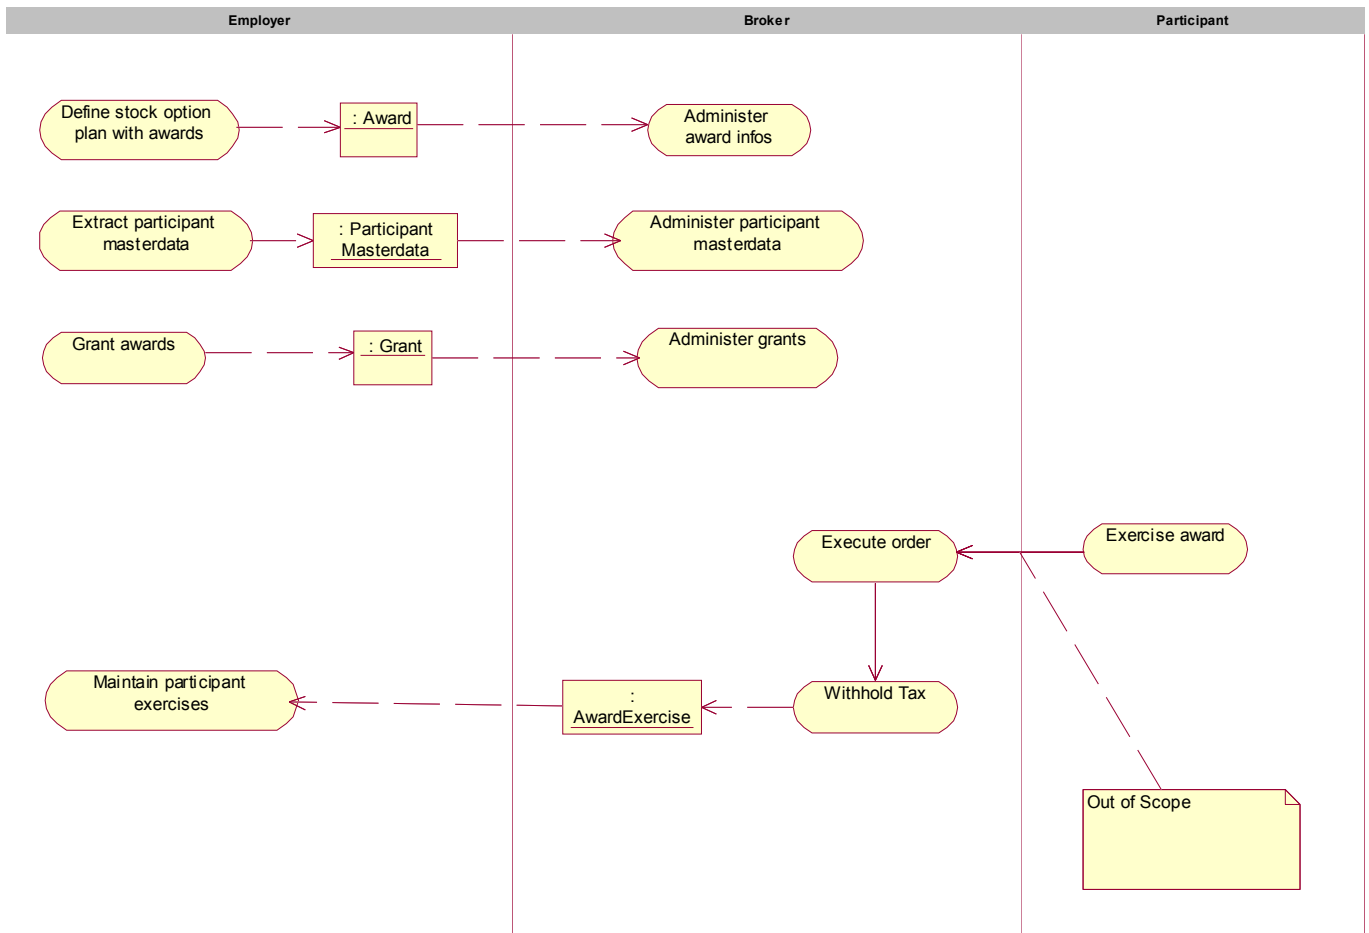 Employer
Broker
Participant
Define stock option
plan with awards
: Award
Administer
award infos
Extract participant
masterdata
: Participant
Masterdata
Administer participant
masterdata
Grant awards
: Grant
Administer grants
Execute order
Exercise award
Maintain participant
exercises
:
AwardExercise
Withhold Tax
Out of Scope